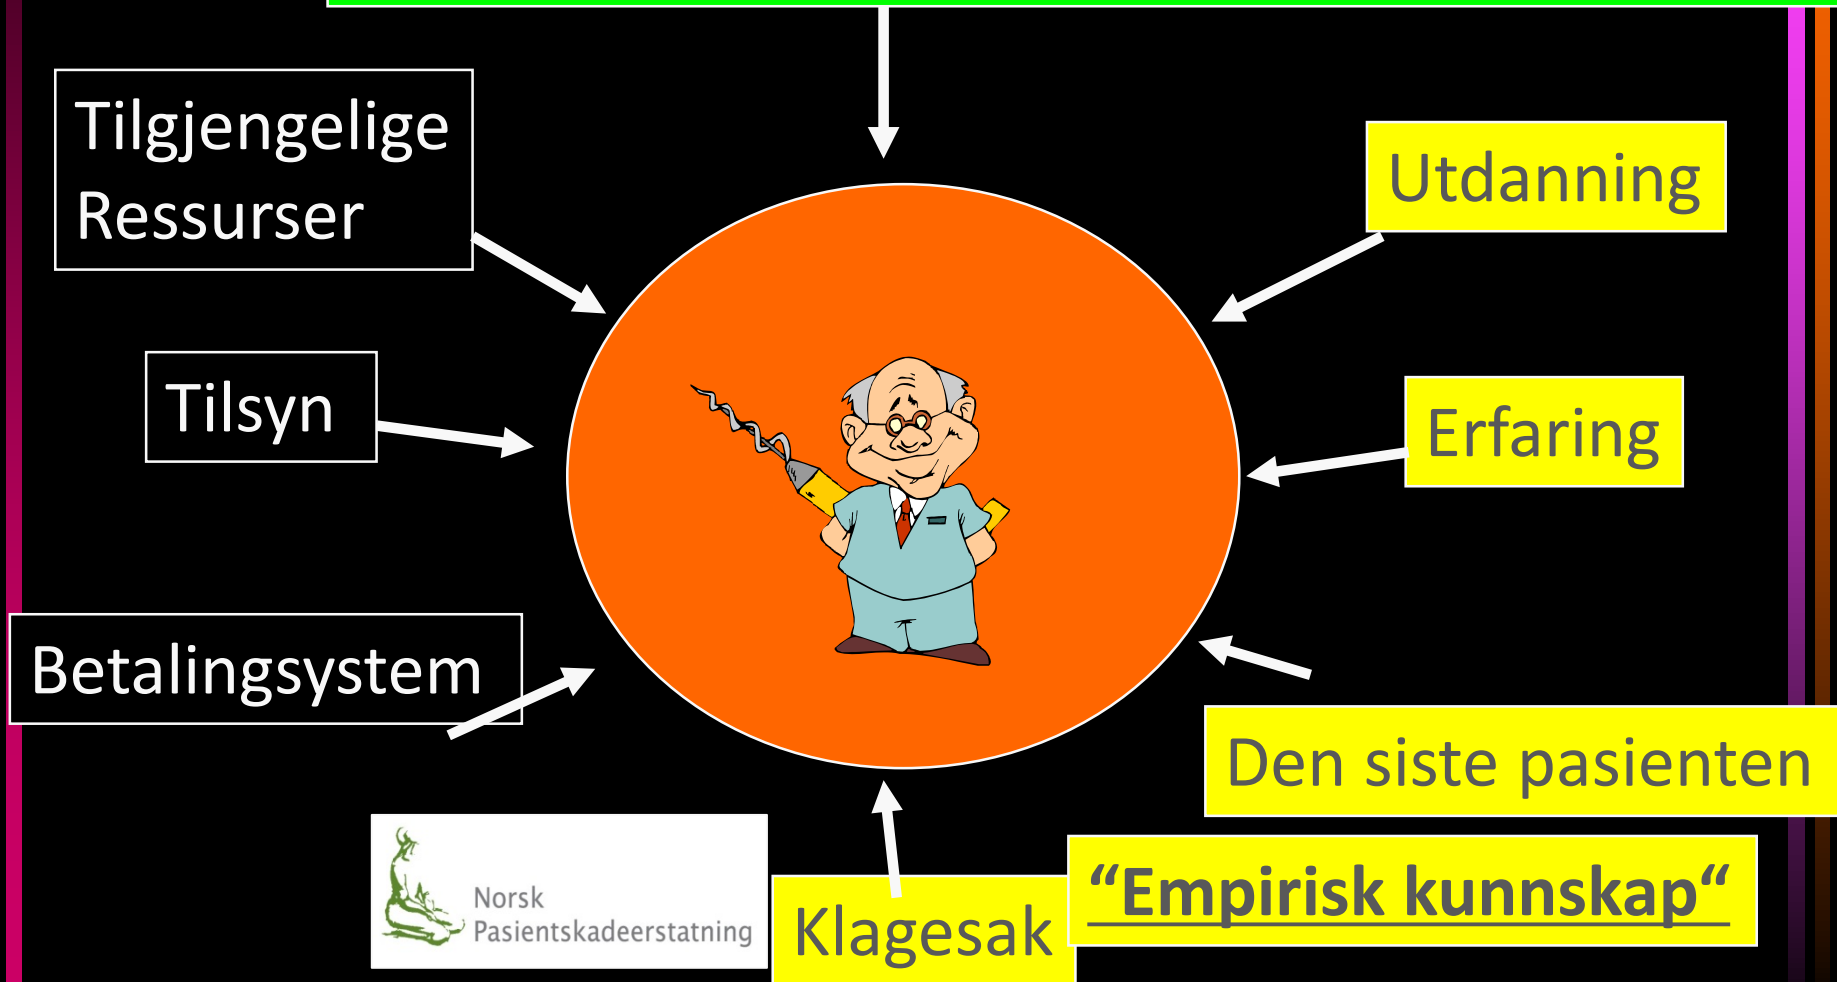 Tilgjengelige
Ressurser
Utdanning
Tilsyn
Erfaring
Betalingsystem
Den siste pasienten
“Empirisk kunnskap“
Norsk
Pasientskadeerstatning
Klagesak